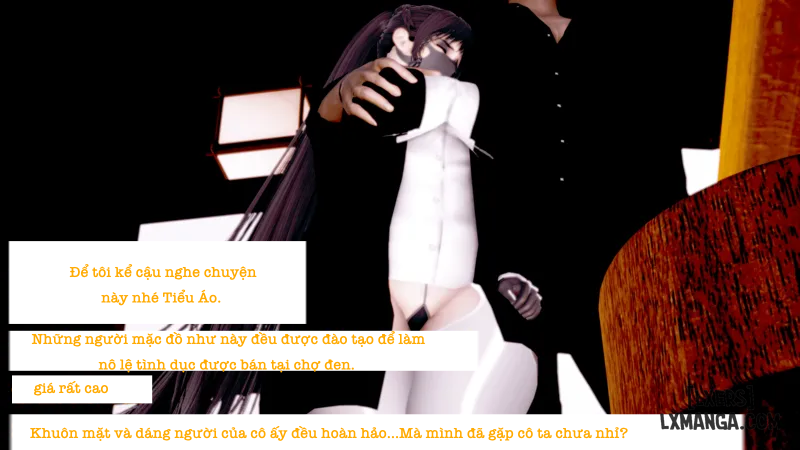 Để tôi kể cậu nghe chuyện
này nhé Tiểu Áo.
Những người mặc đồ như này đều được đào tạo để làm
nô lệ tình dục được bán tại chợ đen.
giá rất cao
Khuôn mặt và dáng người của cô ấy đều hoàn hảo...Mà mình đã gặp cô ta chưa nhỉ?
LXMANGA.COM